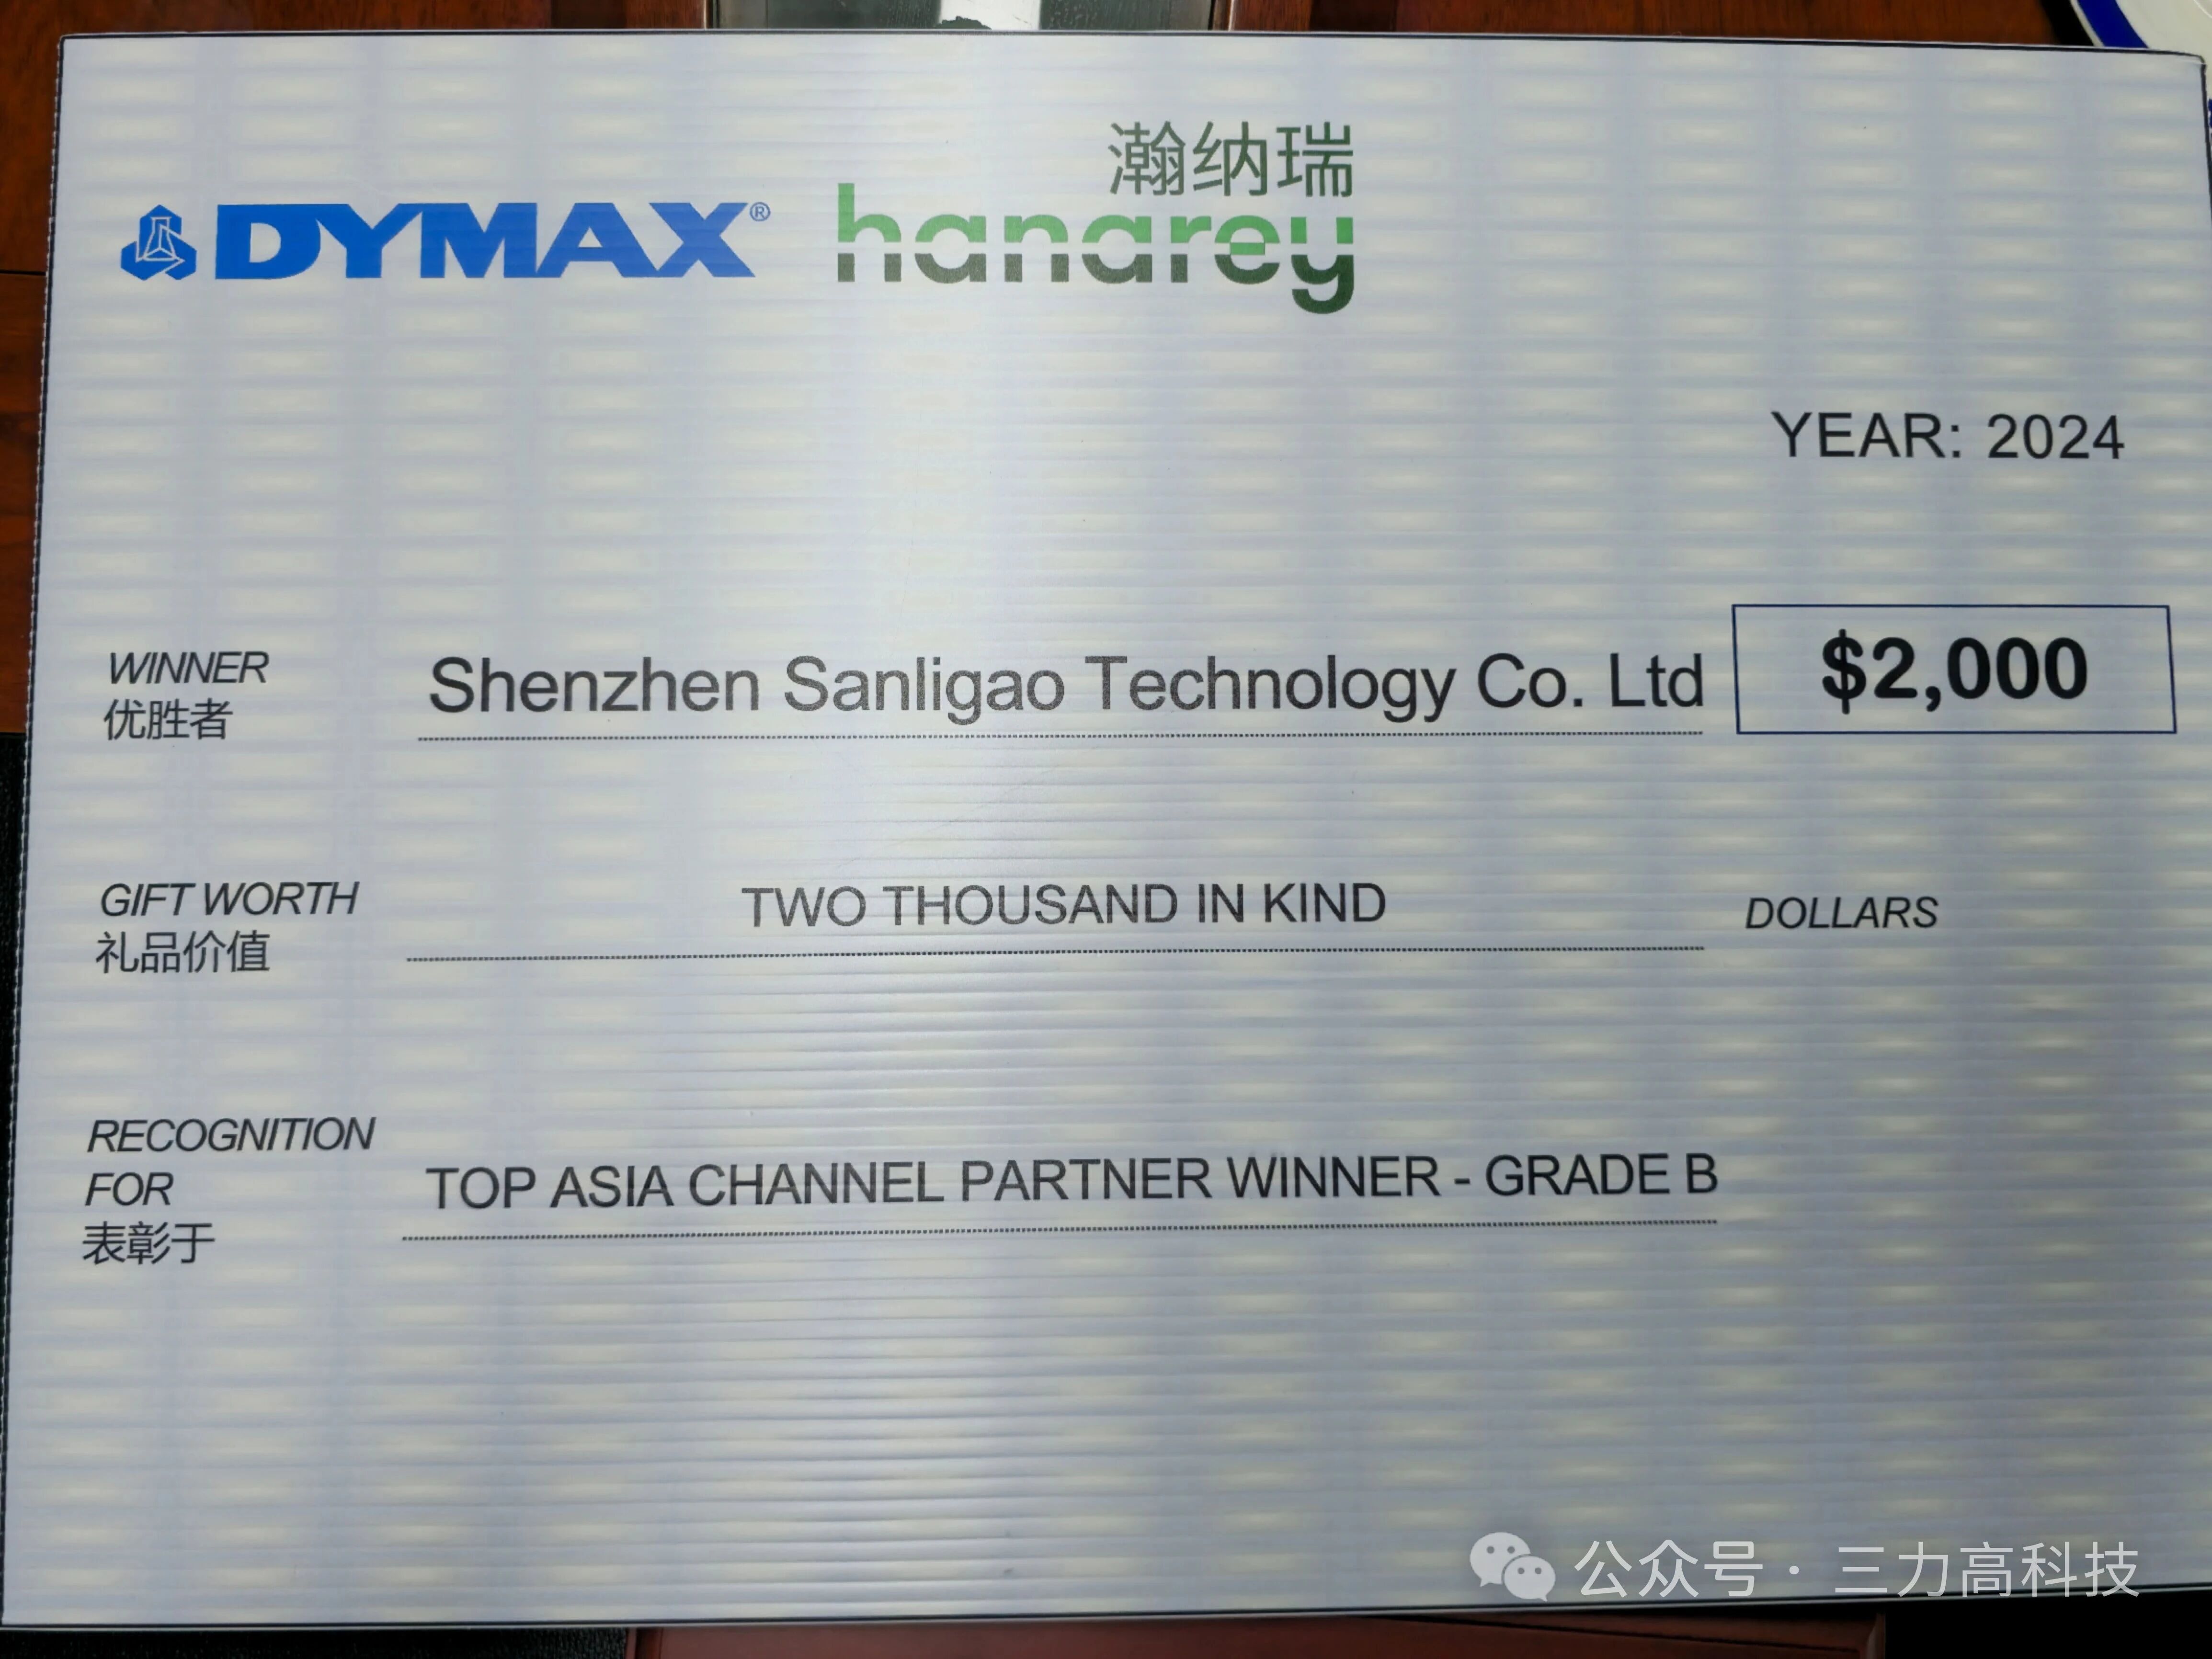 DYMAX®
瀚纳瑞
hanarey
YEAR: 2024
WINNER
优胜者
Shenzhen Sanligao Technology Co. Ltd
$2,000
GIFT WORTH
礼品价值
TWO THOUSAND IN KIND
DOLLARS
RECOGNITION
FOR
表彰于
TOP ASIA CHANNEL PARTNER WINNER - GRADE B
公众号 · 三力高科技